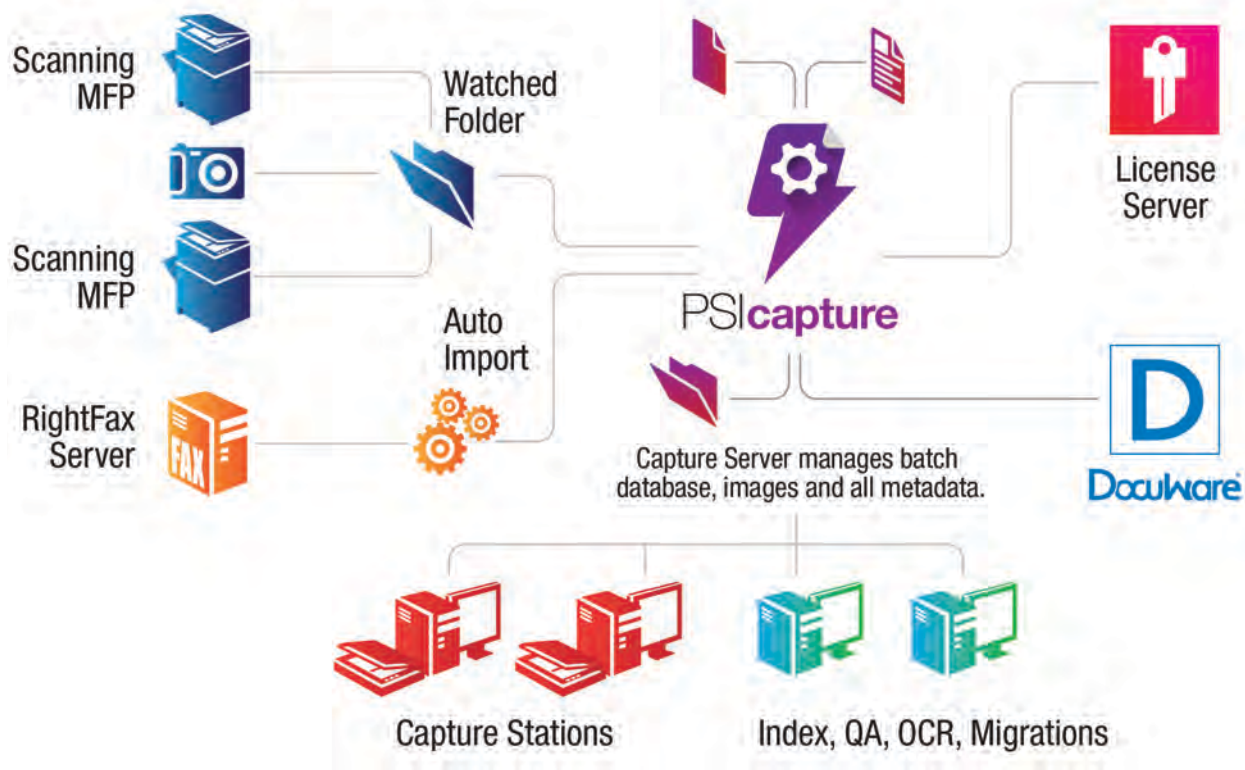 Scanning
MFP
Watched
Folder
License
Server
Scanning
MFP
PSIcapture
Auto
Import
RightFax
Server
FAX
D
DocuWare
Capture Server manages batch
database, images and all metadata.
Capture Stations
Index, QA, OCR, Migrations